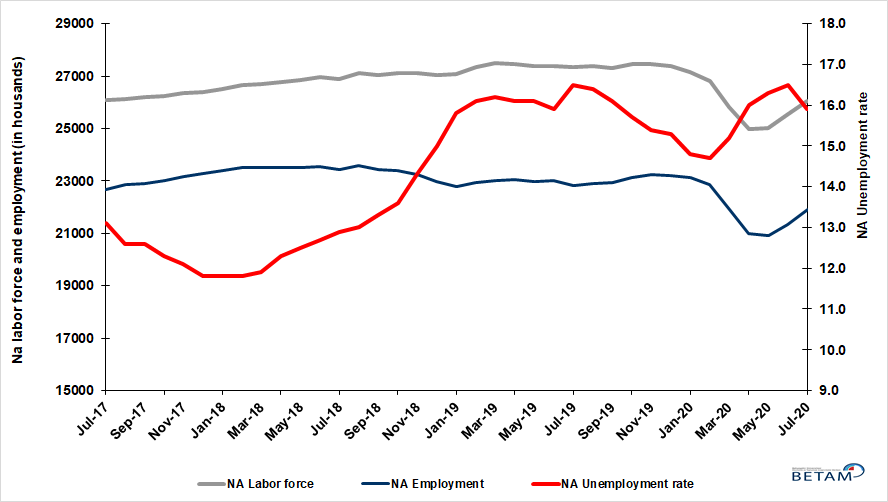 29000
27000
25000
23000
21000
19000
17000
15000
Na labor force and employment (in housands)
18.0
17.0
16.0
15.0
14.0
13.0
12.0
11.0
10.0
9.0
NA Unemployment rate
Jul-17
Sep-17
Nov-17
Jan-18
Mar-18
May-18
Jul-18
Sep-18
Nov-18
Jan-19
Mar-19
May-19
Jul-19
Sep-19
Nov-19
Jan-20
Mar-20
May-20
Jul-20
NA Labor force
NA Employment
NA Unemployment rate
BETAM